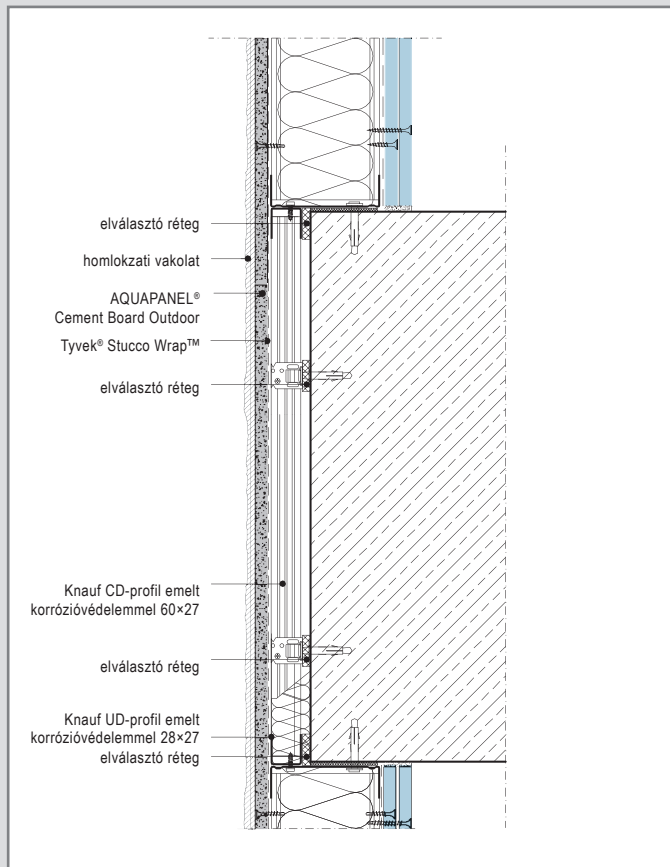 elválasztó réteg
homlokzati vakolat
AQUAPANEL®
Cement Board Outdoor
Tyvek® Stucco Wrap™
elválasztó réteg
Knauf CD-profil emelt
korrózióvédelemmel 60×27
elválasztó réteg
Knauf UD-profil emelt
korrózióvédelemmel 28×27
elválasztó réteg